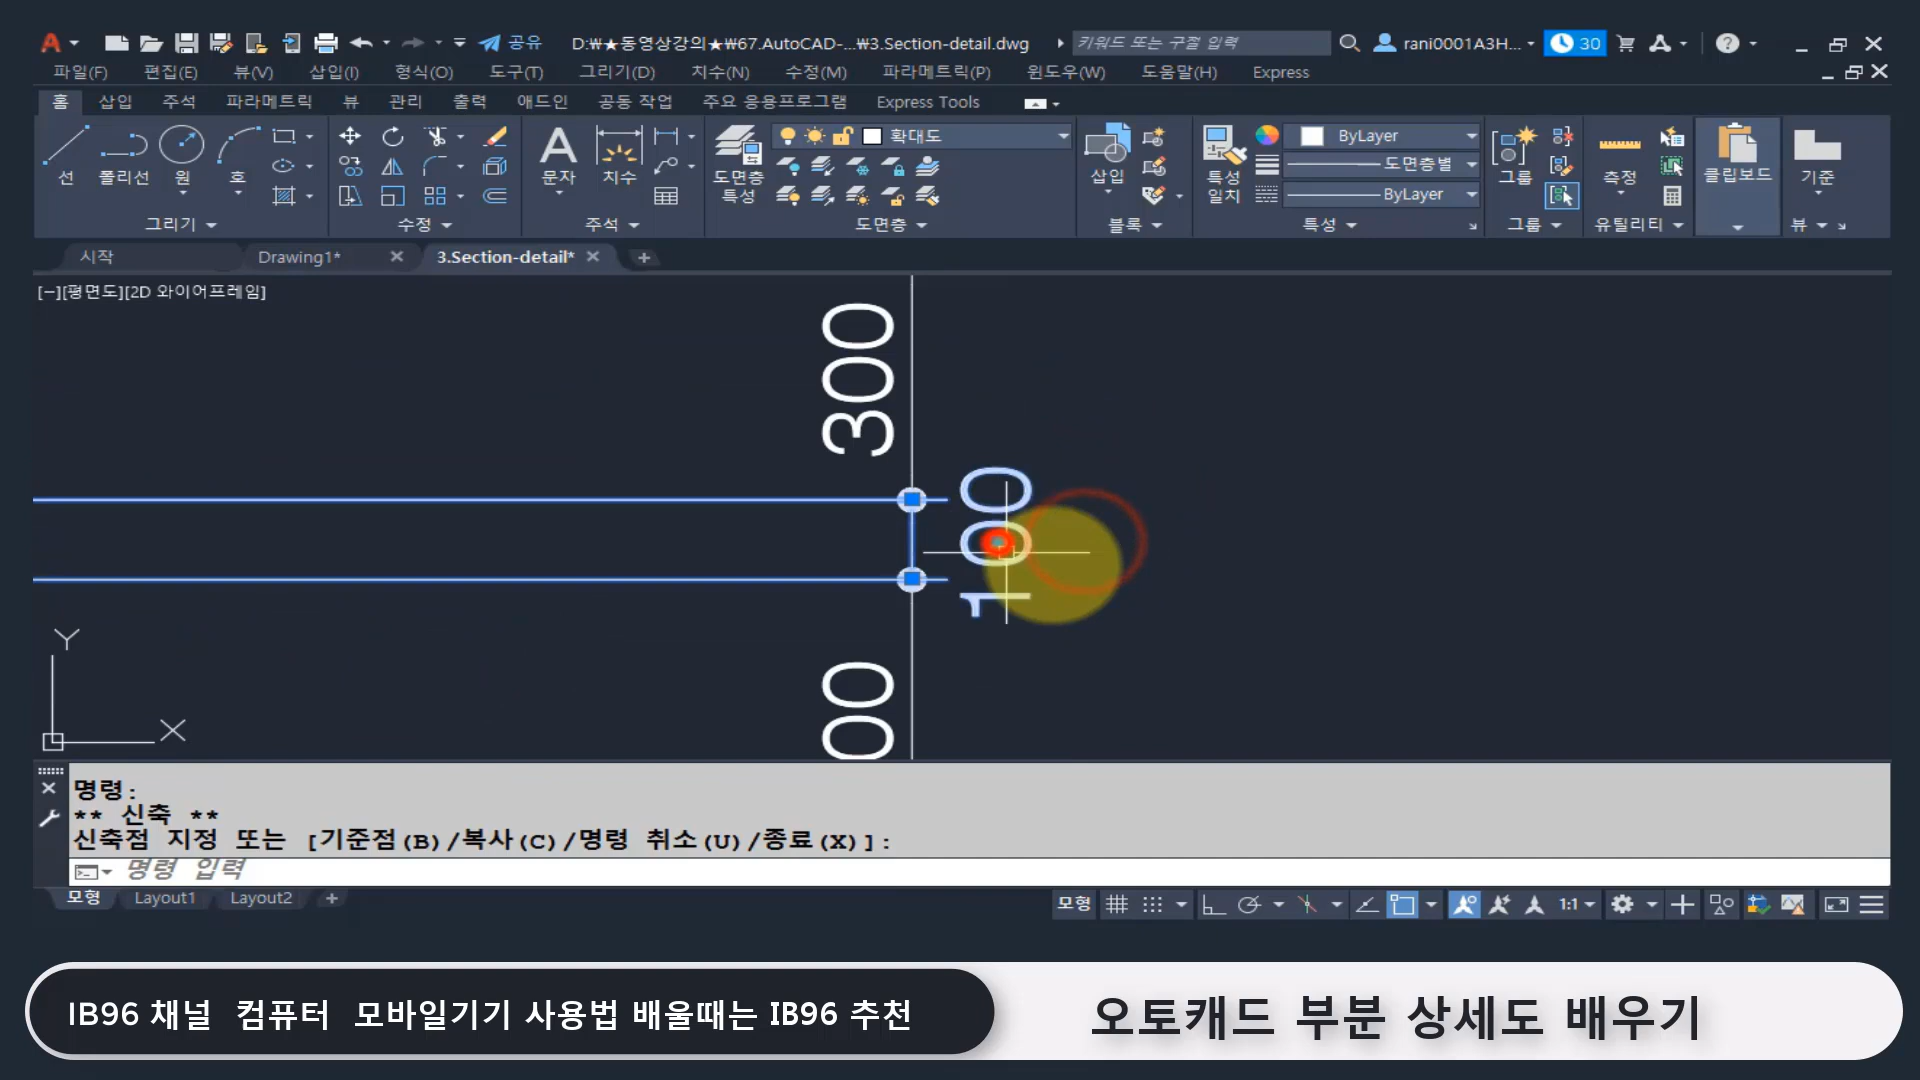 공유
D:₩★동영상강의★₩67.AutoCAD-...₩3.Section-detail.dwg
키워드 또는 구절 입력
rani0001A3H...
30
파일(F) 편집(E) 뷰(V) 삽입(I) 형식(O) 도구(T) 그리기(D) 치수(N) 수정(M) 파라메트릭(P) 윈도우(W) 도움말(H) Express
홈 삽입 주석 파라메트릭 뷰 관리 출력 애드인 공동 작업 주요 응용프로그램 Express Tools
확대도
ByLayer
도면층별
ByLayer
선 폴리선 원 호
문자 치수
도면층 특성
삽입
특성 일치
그룹
측정
클립보드
기준
그리기 수정 주석 도면층 블록 특성 그룹 유틸리티 뷰
시작 Drawing1* 3.Section-detail*
[−][평면도][2D 와이어프레임]
300
100
00
Y
X
명령:
** 신축 **
신축점 지정 또는 [기준점(B)/복사(C)/명령 취소(U)/종료(X)]:
명령 입력
모형 Layout1 Layout2
모형
1:1
IB96 채널 컴퓨터 모바일기기 사용법 배울때는 IB96 추천
오토캐드 부분 상세도 배우기